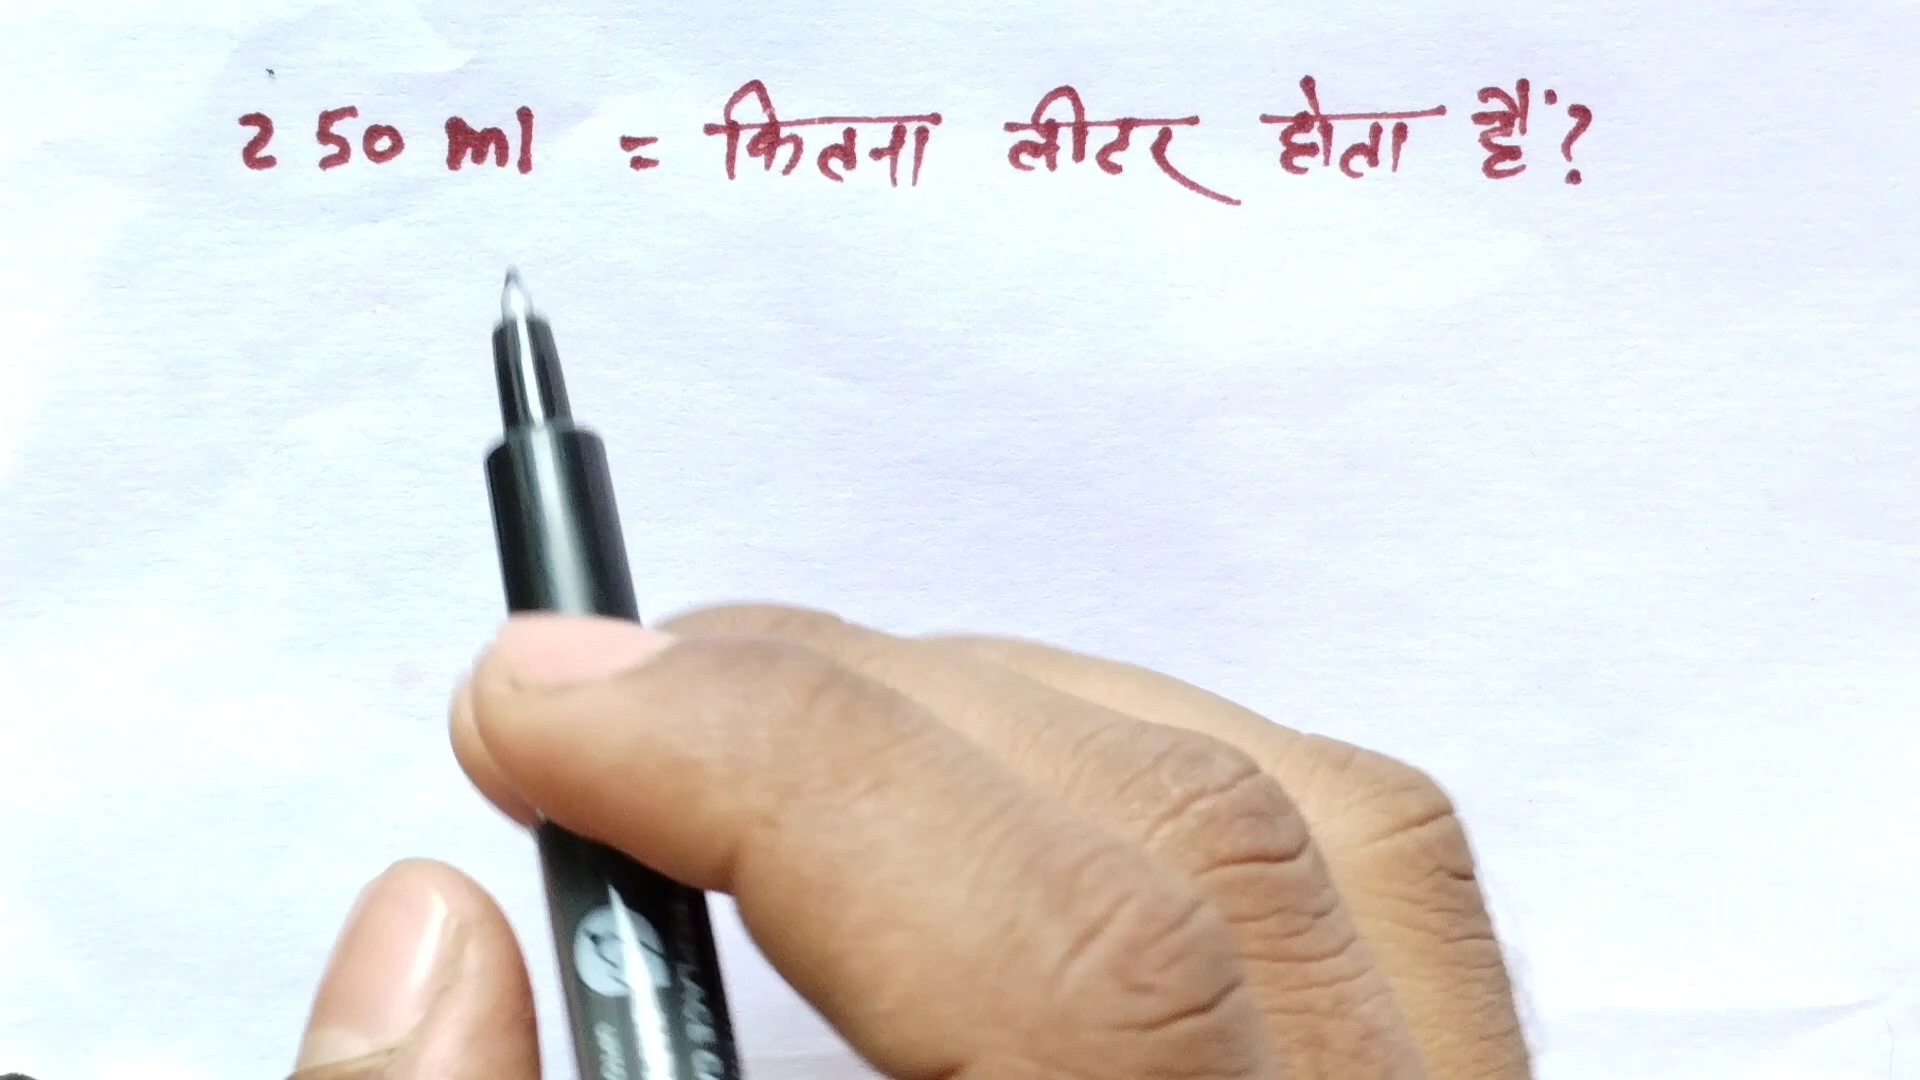 250 ml = कितना लीटर होता हैं?